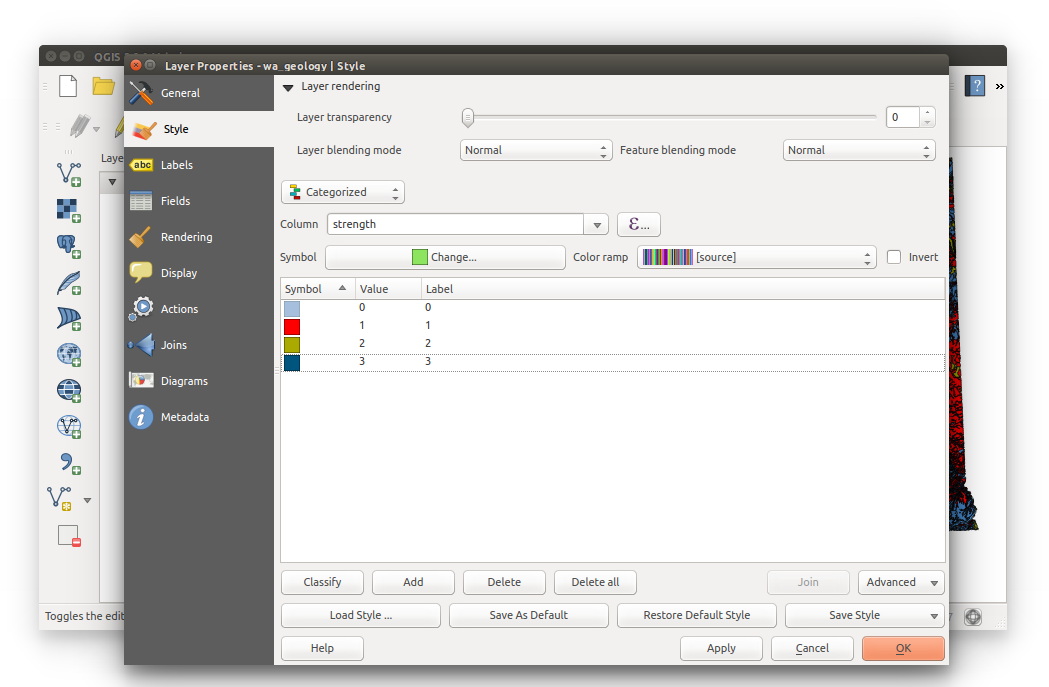 QGIS
Layer Properties - wa_geology | Style
General
Style
Labels
Fields
Rendering
Display
Actions
Joins
Diagrams
Metadata
abc
Laye
Layer rendering
Layer transparency
0
Layer blending mode
Normal
Feature blending mode
Normal
Categorized
Column
strength
ε...
Symbol
Change...
Color ramp
[source]
Invert
Symbol Value Label
0 0
1 1
2 2
3 3
Classify
Add
Delete
Delete all
Join
Advanced
Load Style ...
Save As Default
Restore Default Style
Save Style
Help
Apply
Cancel
OK
Toggles the edit
?
»